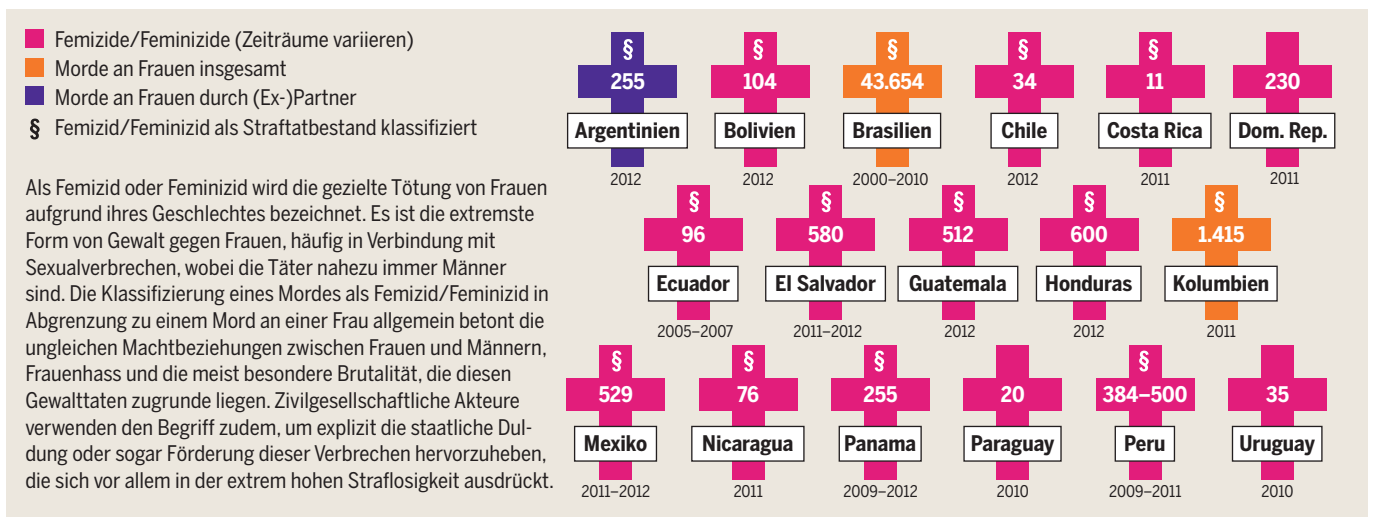 Femizide/Feminizide (Zeiträume variieren)
Morde an Frauen insgesamt
Morde an Frauen durch (Ex-)Partner
§ Femizid/Feminizid als Straftatbestand klassifiziert
Als Femizid oder Feminizid wird die gezielte Tötung von Frauen
aufgrund ihres Geschlechtes bezeichnet. Es ist die extremste
Form von Gewalt gegen Frauen, häufig in Verbindung mit
Sexualverbrechen, wobei die Täter nahezu immer Männer
sind. Die Klassifizierung eines Mordes als Femizid/Feminizid in
Abgrenzung zu einem Mord an einer Frau allgemein betont die
ungleichen Machtbeziehungen zwischen Frauen und Männern,
Frauenhass und die meist besondere Brutalität, die diesen
Gewalttaten zugrunde liegen. Zivilgesellschaftliche Akteure
verwenden den Begriff zudem, um explizit die staatliche Dul-
dung oder sogar Förderung dieser Verbrechen hervorzuheben,
die sich vor allem in der extrem hohen Straflosigkeit ausdrückt.
§
255
Argentinien
2012
§
104
Bolivien
2012
§
43.654
Brasilien
2000–2010
§
34
Chile
2012
§
11
Costa Rica
2011
230
Dom. Rep.
2011
§
96
Ecuador
2005–2007
§
580
El Salvador
2011–2012
§
512
Guatemala
2012
§
600
Honduras
2012
§
1.415
Kolumbien
2011
§
529
Mexiko
2011–2012
§
76
Nicaragua
2011
§
255
Panama
2009–2012
20
Paraguay
2010
§
384–500
Peru
2009–2011
35
Uruguay
2010